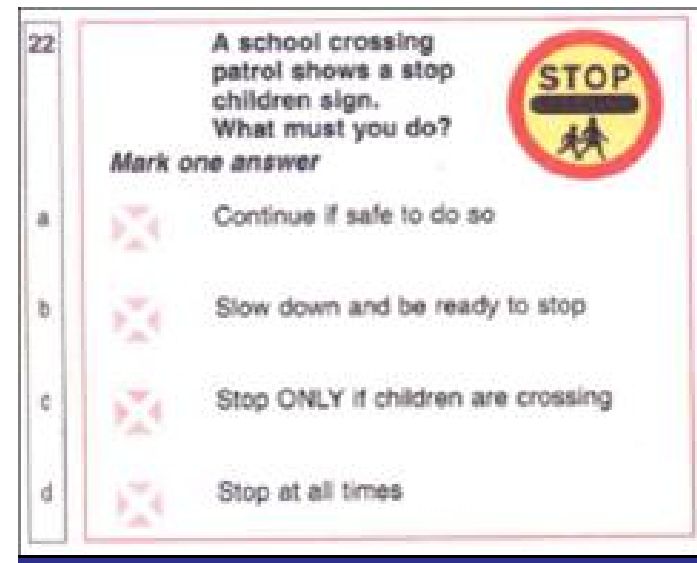 22
A school crossing
patrol shows a stop
children sign.
What must you do?
STOP
Mark one answer
a Continue if safe to do so
b Slow down and be ready to stop
c Stop ONLY if children are crossing
d Stop at all times